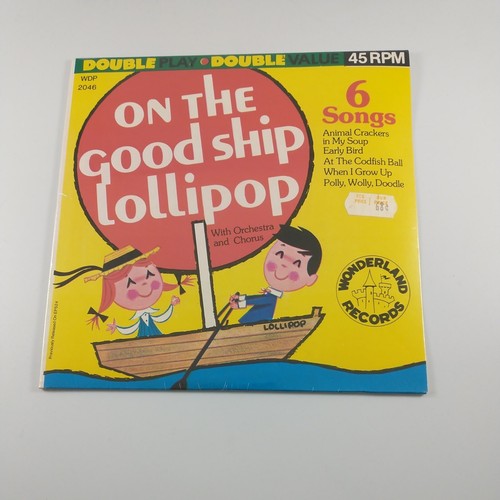 DOUBLE PLAY • DOUBLE VALUE 45 RPM
WDP
2046
ON THE
Good Ship
Lollipop
With Orchestra
and Chorus
6
Songs
Animal Crackers
in My Soup
Early Bird
At The Codfish Ball
When I Grow Up
Polly, Wolly, Doodle
WONDERLAND
RECORDS
LOLLIPOP